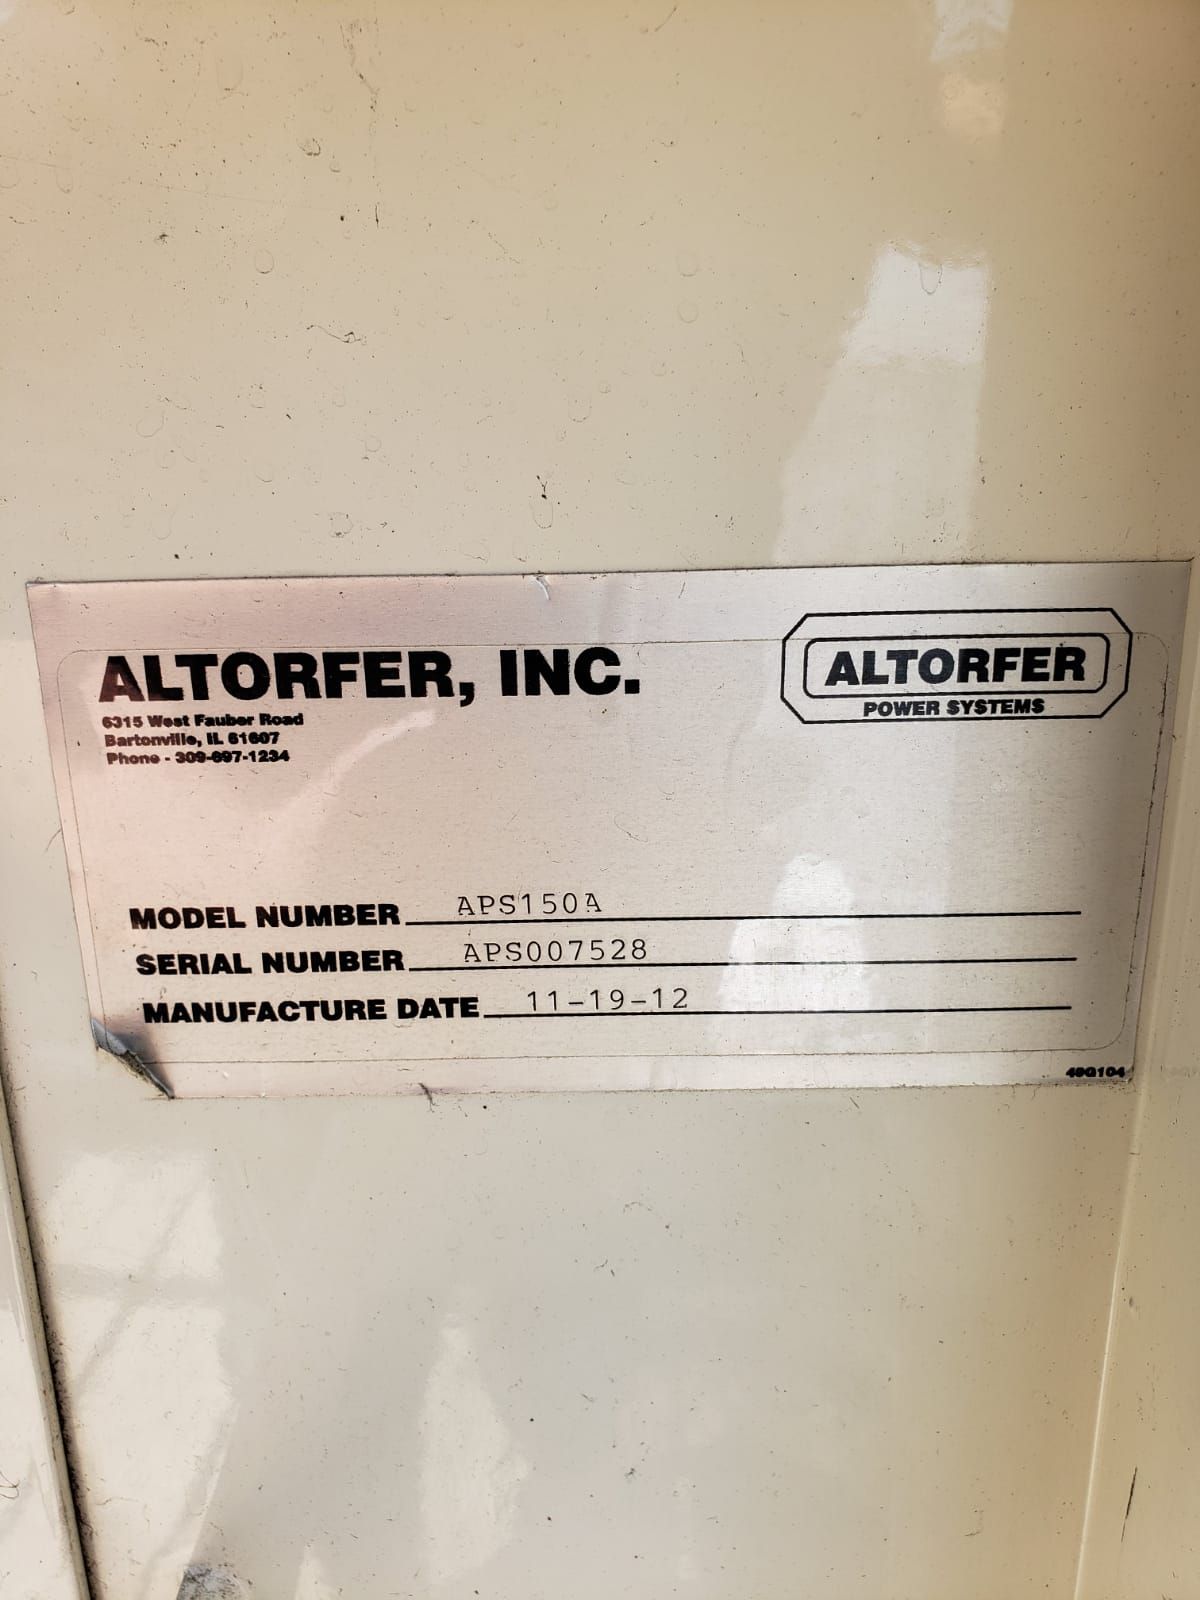 ALTORFER, INC.
6315 West Fauber Road
Bartonville, IL 61607
Phone - 309-697-1234
ALTORFER
POWER SYSTEMS
MODEL NUMBER APS150A
SERIAL NUMBER APS007528
MANUFACTURE DATE 11-19-12